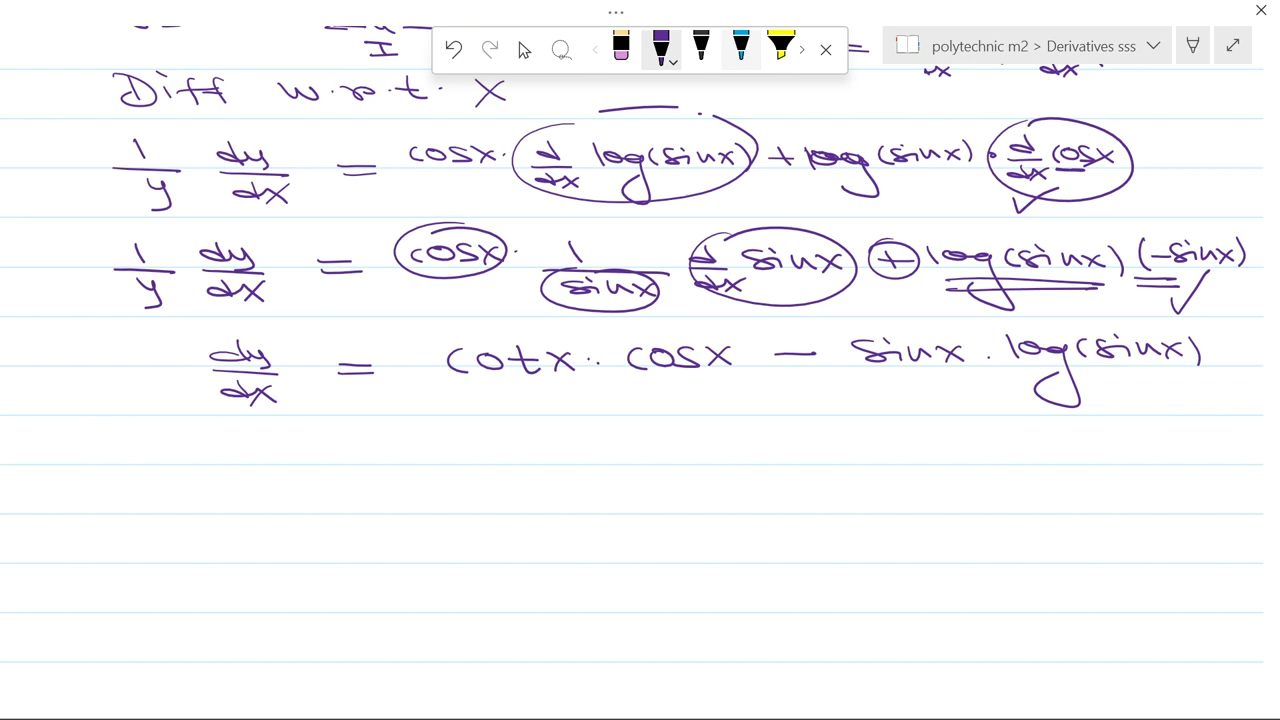 polytechnic m2 > Derivatives sss
Diff w.r.t. X
1/y dy/dx = cosx. d/dx log(sinx) + log(sinx) . d/dx cosx ✓
1/y dy/dx = cosx . 1/sinx d/dx sinx + log(sinx) (-sinx) ✓
dy/dx = cotx . cosx - sinx . log(sinx)